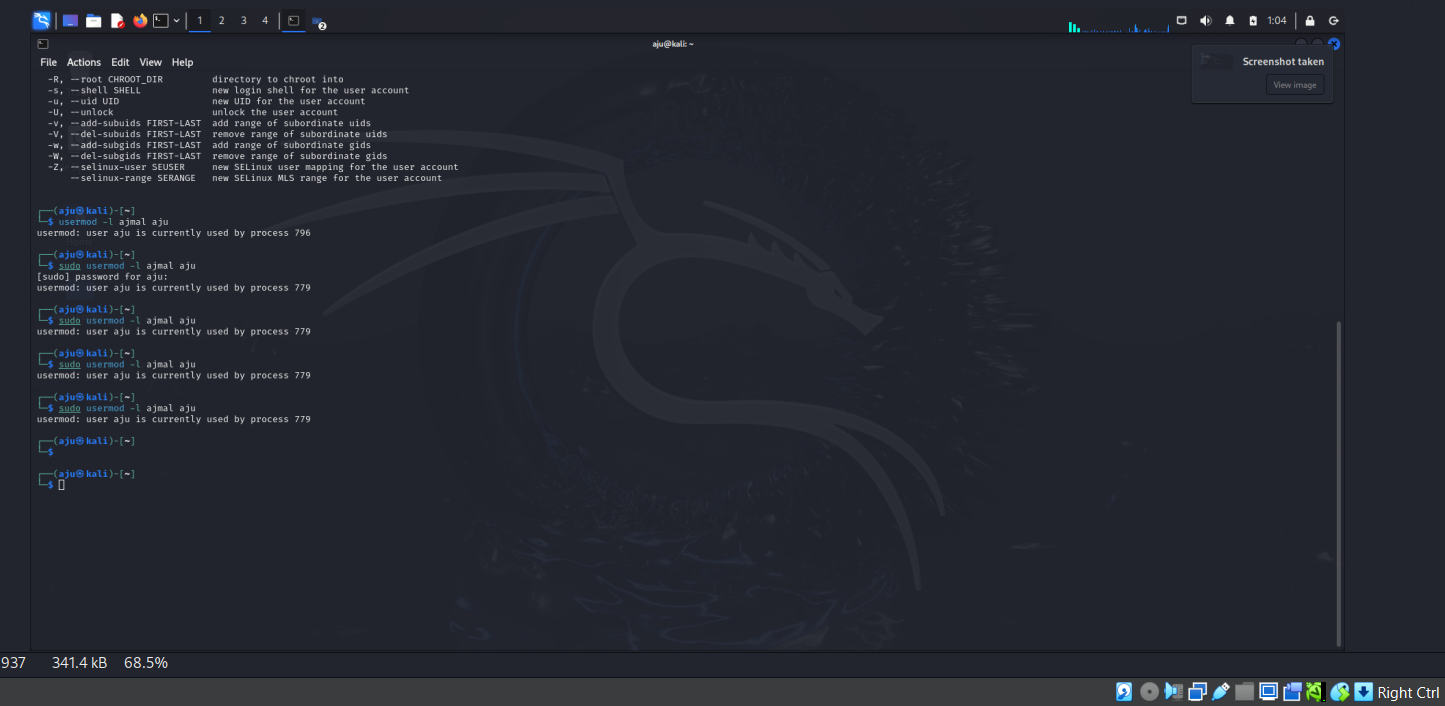 1 2 3 4 2 1:04
aju@kali: ~
File Actions Edit View Help
Screenshot taken
View image
-R, --root CHROOT_DIR directory to chroot into
-s, --shell SHELL new login shell for the user account
-u, --uid UID new UID for the user account
-U, --unlock unlock the user account
-v, --add-subuids FIRST-LAST add range of subordinate uids
-V, --del-subuids FIRST-LAST remove range of subordinate uids
-w, --add-subgids FIRST-LAST add range of subordinate gids
-W, --del-subgids FIRST-LAST remove range of subordinate gids
-Z, --selinux-user SEUSER new SELinux user mapping for the user account
--selinux-range SERANGE new SELinux MLS range for the user account
┌──(aju㉿kali)-[~]
└─$ usermod -l ajmal aju
usermod: user aju is currently used by process 796
┌──(aju㉿kali)-[~]
└─$ sudo usermod -l ajmal aju
[sudo] password for aju:
usermod: user aju is currently used by process 779
┌──(aju㉿kali)-[~]
└─$ sudo usermod -l ajmal aju
usermod: user aju is currently used by process 779
┌──(aju㉿kali)-[~]
└─$ sudo usermod -l ajmal aju
usermod: user aju is currently used by process 779
┌──(aju㉿kali)-[~]
└─$ sudo usermod -l ajmal aju
usermod: user aju is currently used by process 779
┌──(aju㉿kali)-[~]
└─$
┌──(aju㉿kali)-[~]
└─$
937 341.4 kB 68.5%
Right Ctrl